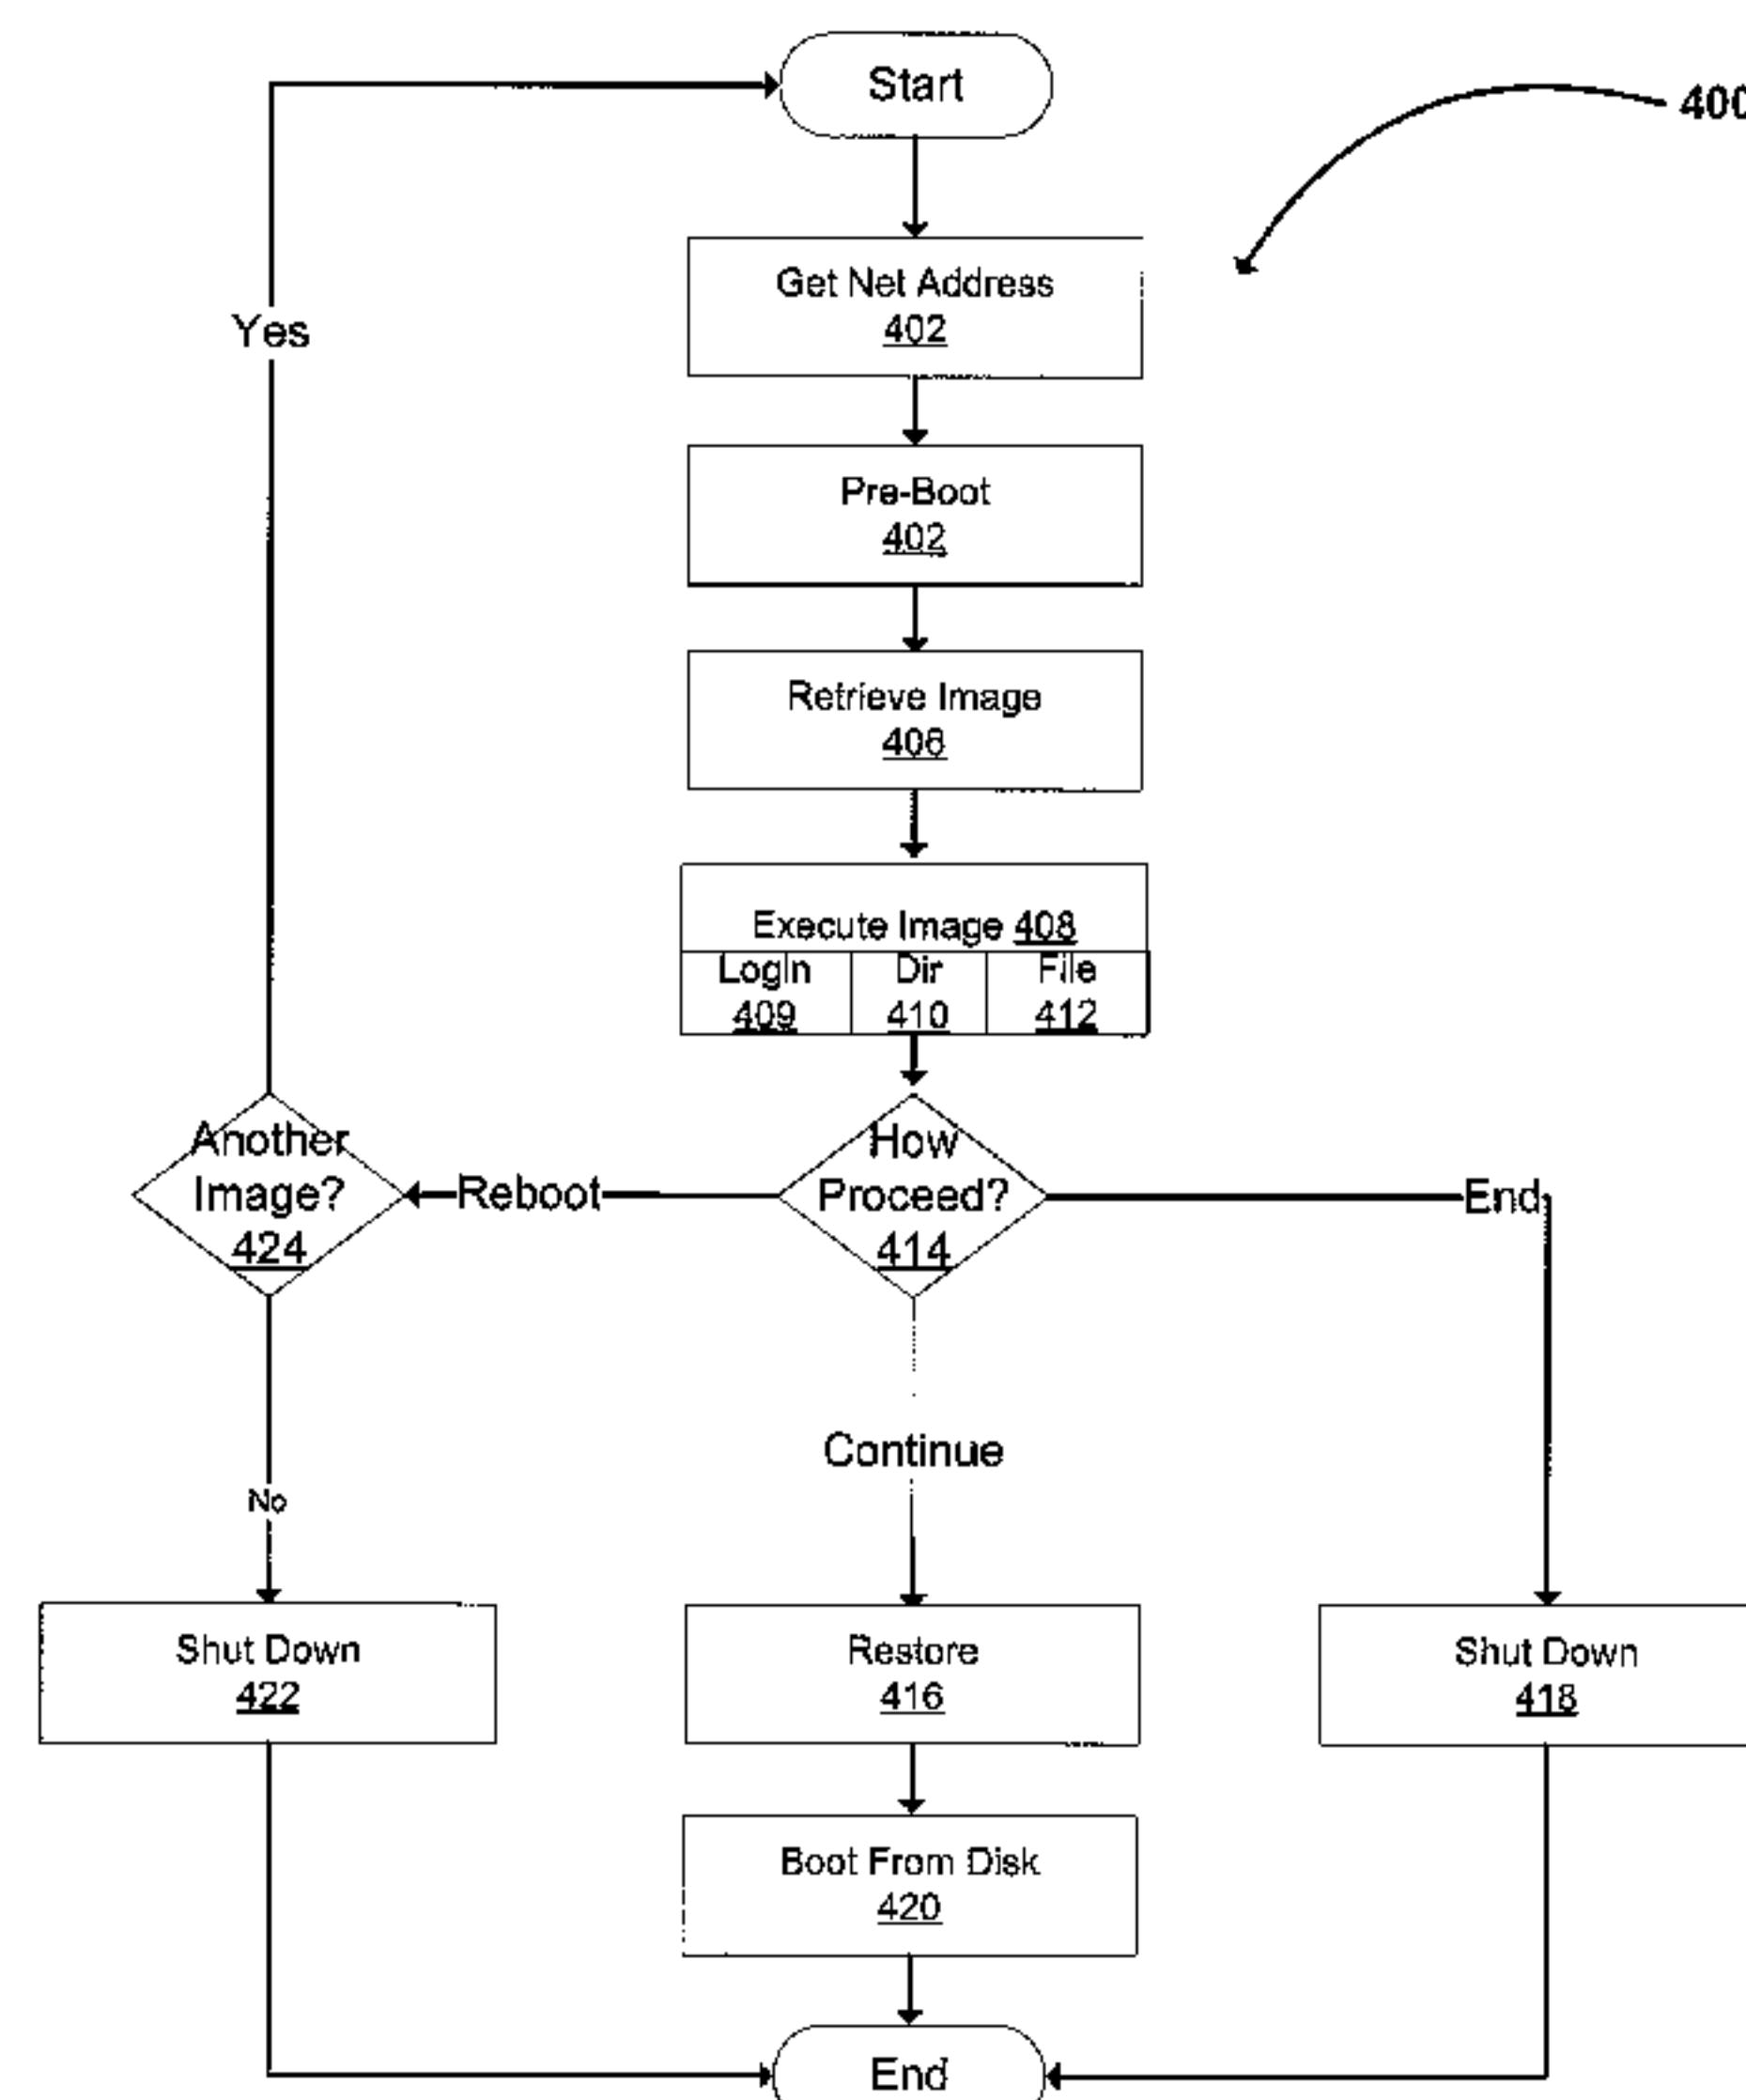 Start
400
Get Net Address
402
Yes
Pre-Boot
402
Retrieve Image
406
Execute Image 408
Login
409
Dir
410
File
412
Another
Image?
424
Reboot
How
Proceed?
414
End
Continue
No
Shut Down
422
Restore
416
Shut Down
418
Boot From Disk
420
End